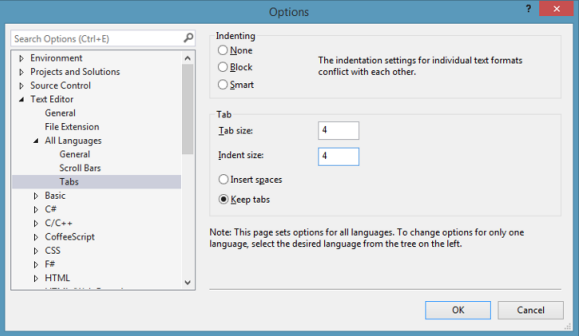 Options
?
Search Options (Ctrl+E)
Environment
Projects and Solutions
Source Control
Text Editor
General
File Extension
All Languages
General
Scroll Bars
Tabs
Basic
C#
C/C++
CoffeeScript
CSS
F#
HTML
Indenting
None
Block
Smart
The indentation settings for individual text formats
conflict with each other.
Tab
Tab size:
4
Indent size:
4
Insert spaces
Keep tabs
Note: This page sets options for all languages. To change options for only one
language, select the desired language from the tree on the left.
OK
Cancel